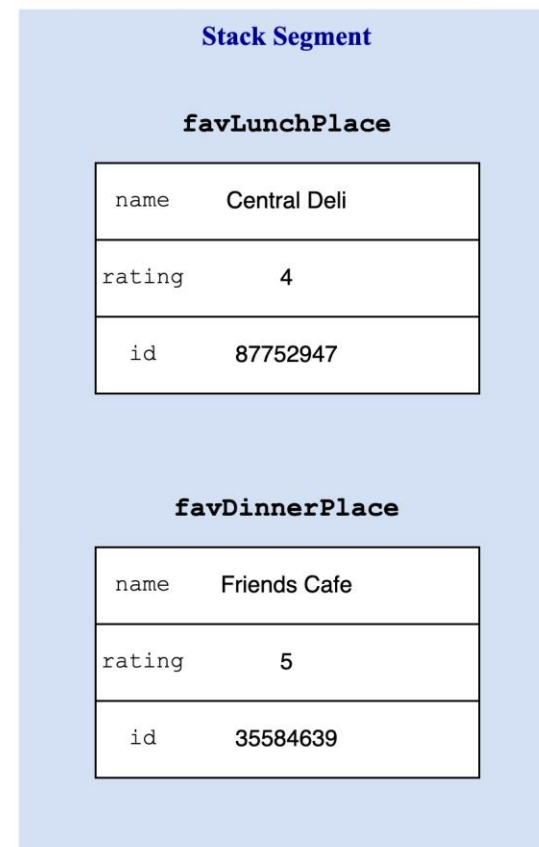 Stack Segment
favLunchPlace
name Central Deli
rating 4
id 87752947
favDinnerPlace
name Friends Cafe
rating 5
id 35584639